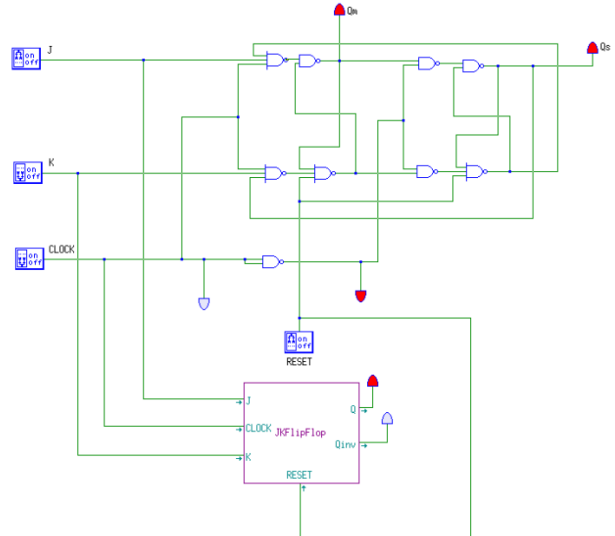 Qm
J
on
off
Qs
K
on
off
CLOCK
on
off
on
off
RESET
J
Q
CLOCK
JKFlipFlop
Qinv
K
RESET